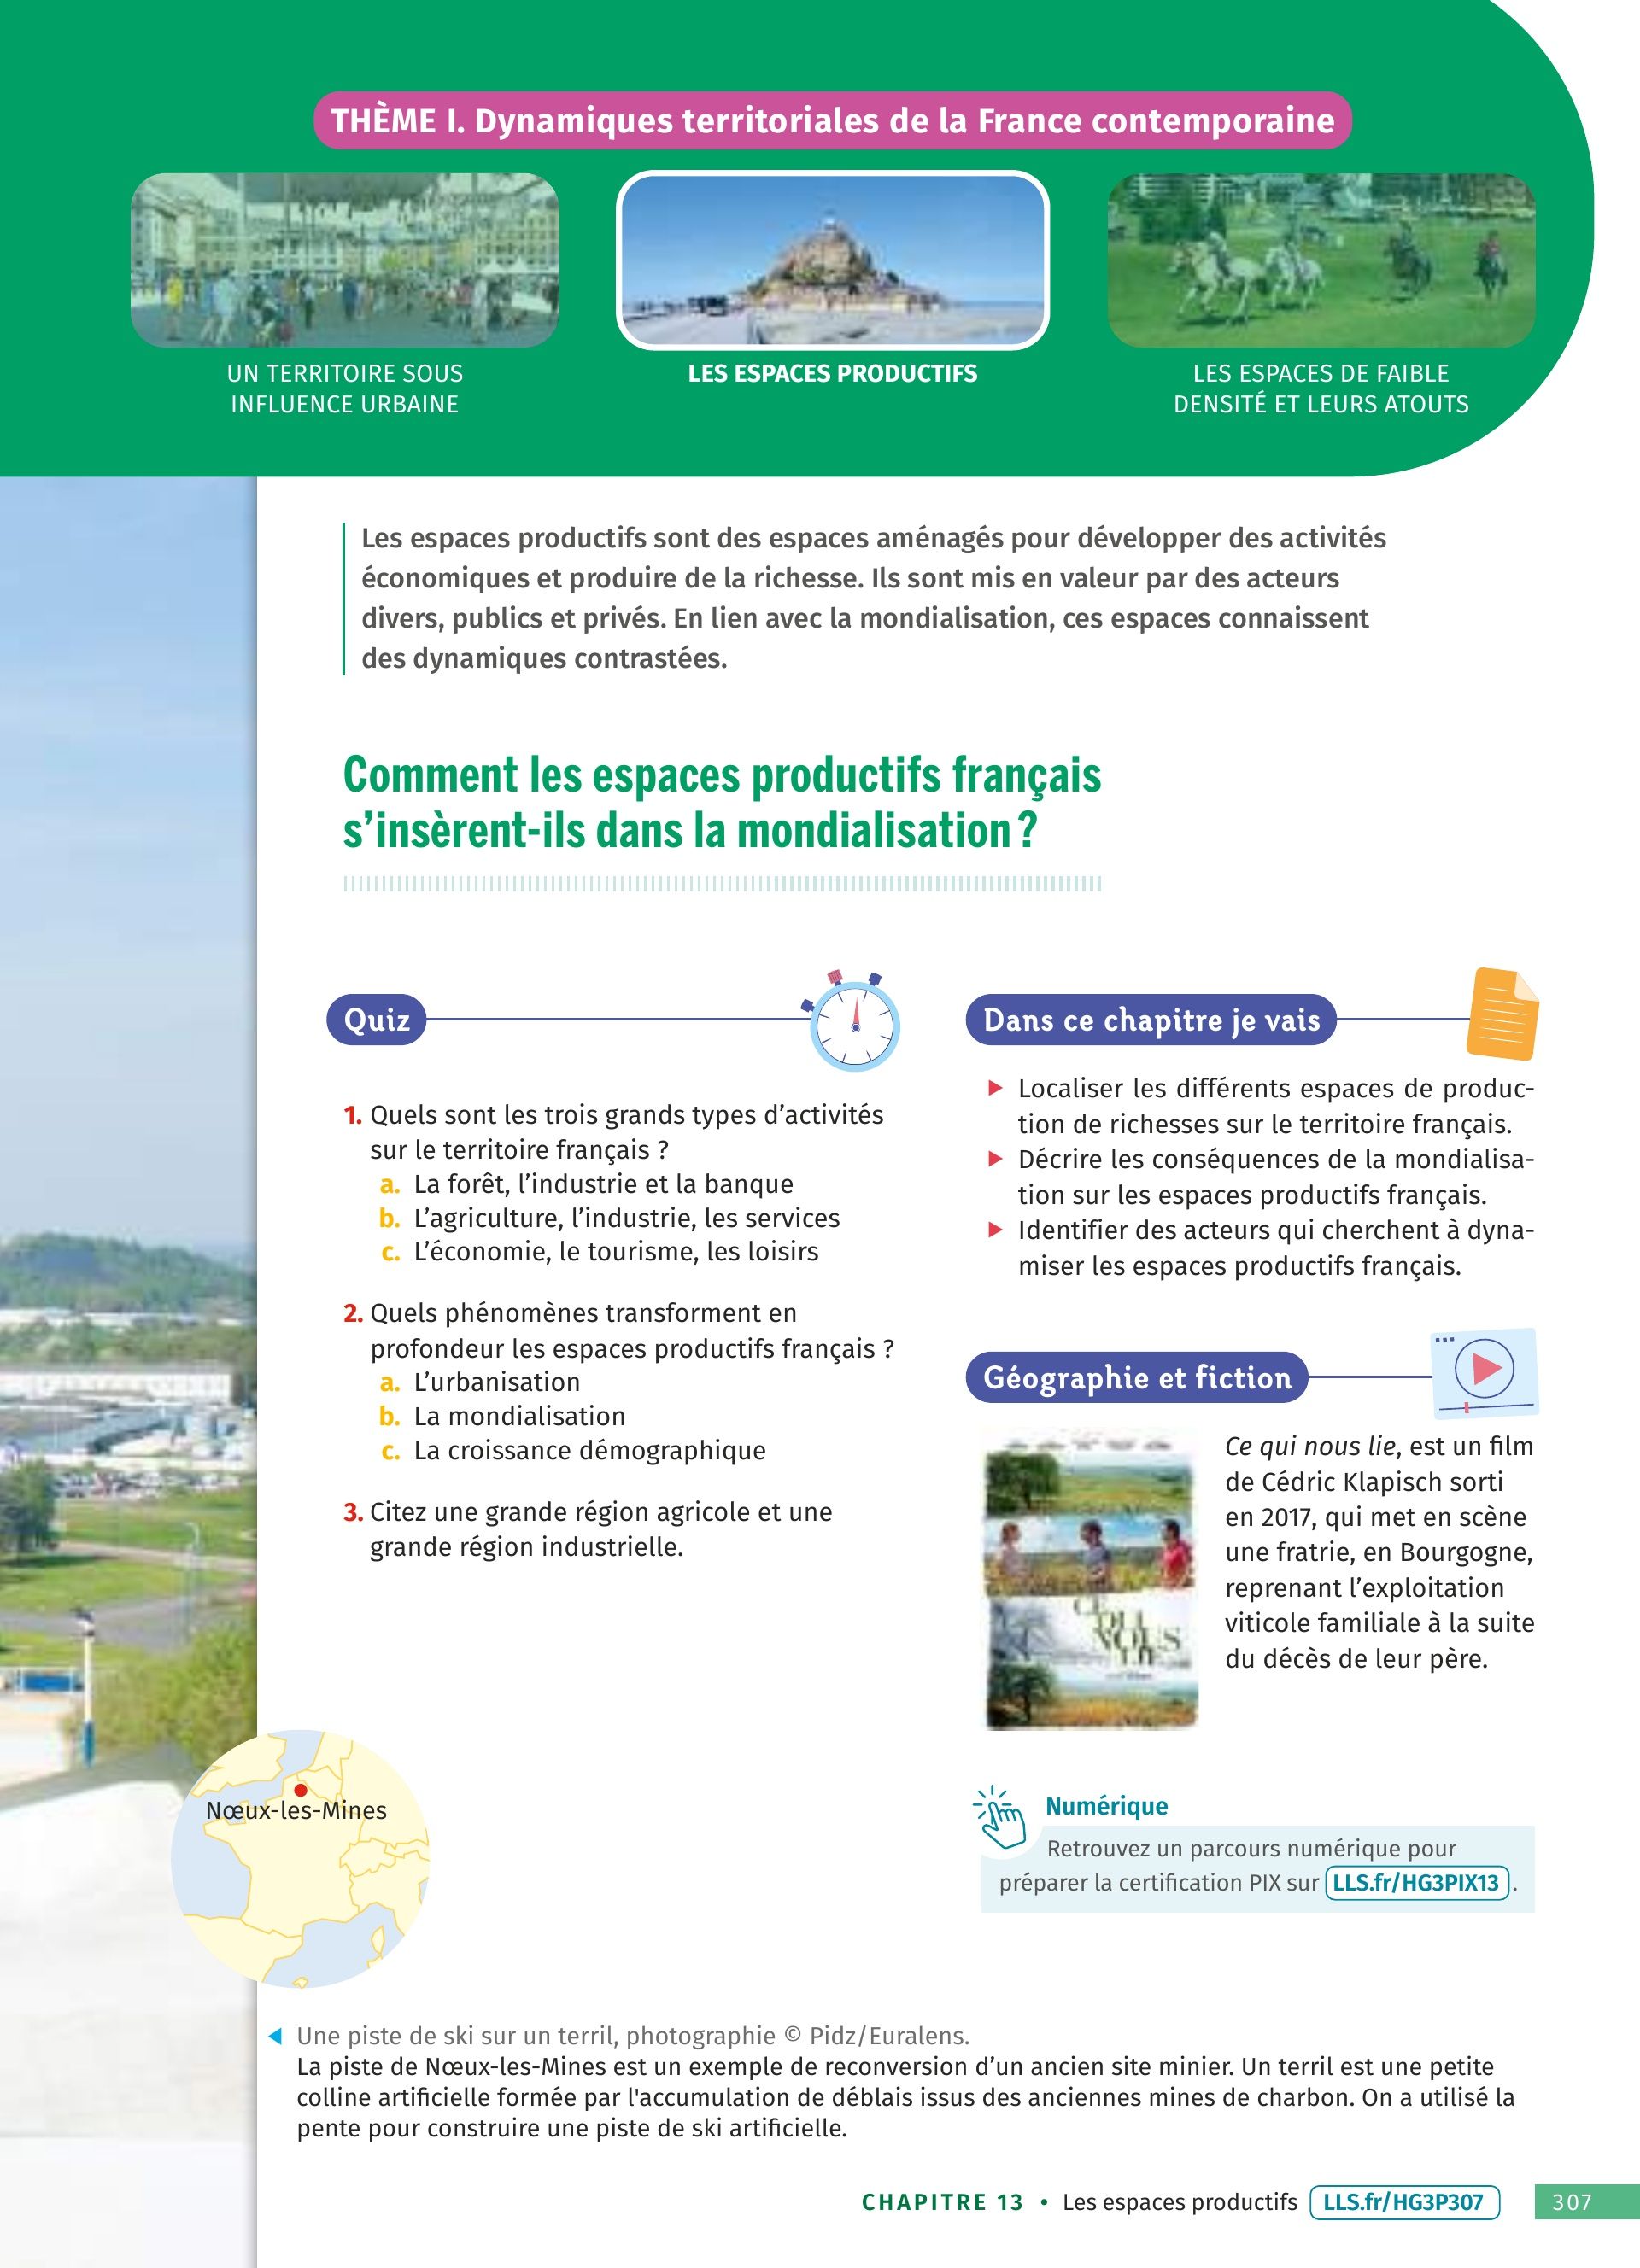 THÈME I. Dynamiques territoriales de la France contemporaine
UN TERRITOIRE SOUS
INFLUENCE URBAINE
LES ESPACES PRODUCTIFS
LES ESPACES DE FAIBLE
DENSITÉ ET LEURS ATOUTS
Les espaces productifs sont des espaces aménagés pour développer des activités
économiques et produire de la richesse. Ils sont mis en valeur par des acteurs
divers, publics et privés. En lien avec la mondialisation, ces espaces connaissent
des dynamiques contrastées.
Comment les espaces productifs français
s’insèrent-ils dans la mondialisation ?
Quiz
1. Quels sont les trois grands types d’activités
sur le territoire français ?
a. La forêt, l’industrie et la banque
b. L’agriculture, l’industrie, les services
c. L’économie, le tourisme, les loisirs
2. Quels phénomènes transforment en
profondeur les espaces productifs français ?
a. L’urbanisation
b. La mondialisation
c. La croissance démographique
3. Citez une grande région agricole et une
grande région industrielle.
Dans ce chapitre je vais
Localiser les différents espaces de produc-
tion de richesses sur le territoire français.
Décrire les conséquences de la mondialisa-
tion sur les espaces productifs français.
Identifier des acteurs qui cherchent à dyna-
miser les espaces productifs français.
Géographie et fiction
CE
QUI
NOUS
LIE
Ce qui nous lie, est un film
de Cédric Klapisch sorti
en 2017, qui met en scène
une fratrie, en Bourgogne,
reprenant l’exploitation
viticole familiale à la suite
du décès de leur père.
Nœux-les-Mines
Numérique
Retrouvez un parcours numérique pour
préparer la certification PIX sur LLS.fr/HG3PIX13.
Une piste de ski sur un terril, photographie © Pidz/Euralens.
La piste de Nœux-les-Mines est un exemple de reconversion d’un ancien site minier. Un terril est une petite
colline artificielle formée par l'accumulation de déblais issus des anciennes mines de charbon. On a utilisé la
pente pour construire une piste de ski artificielle.
CHAPITRE 13 • Les espaces productifs LLS.fr/HG3P307 307